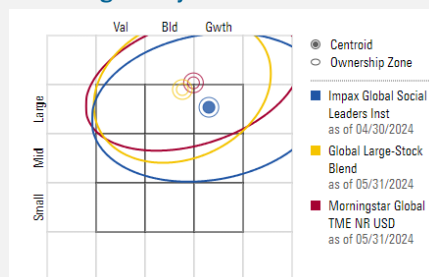 Val Bld Gwth
Large
Mid
Small
Centroid
Ownership Zone
Impax Global Social
Leaders Inst
as of 04/30/2024
Global Large-Stock
Blend
as of 05/31/2024
Morningstar Global
TME NR USD
as of 05/31/2024